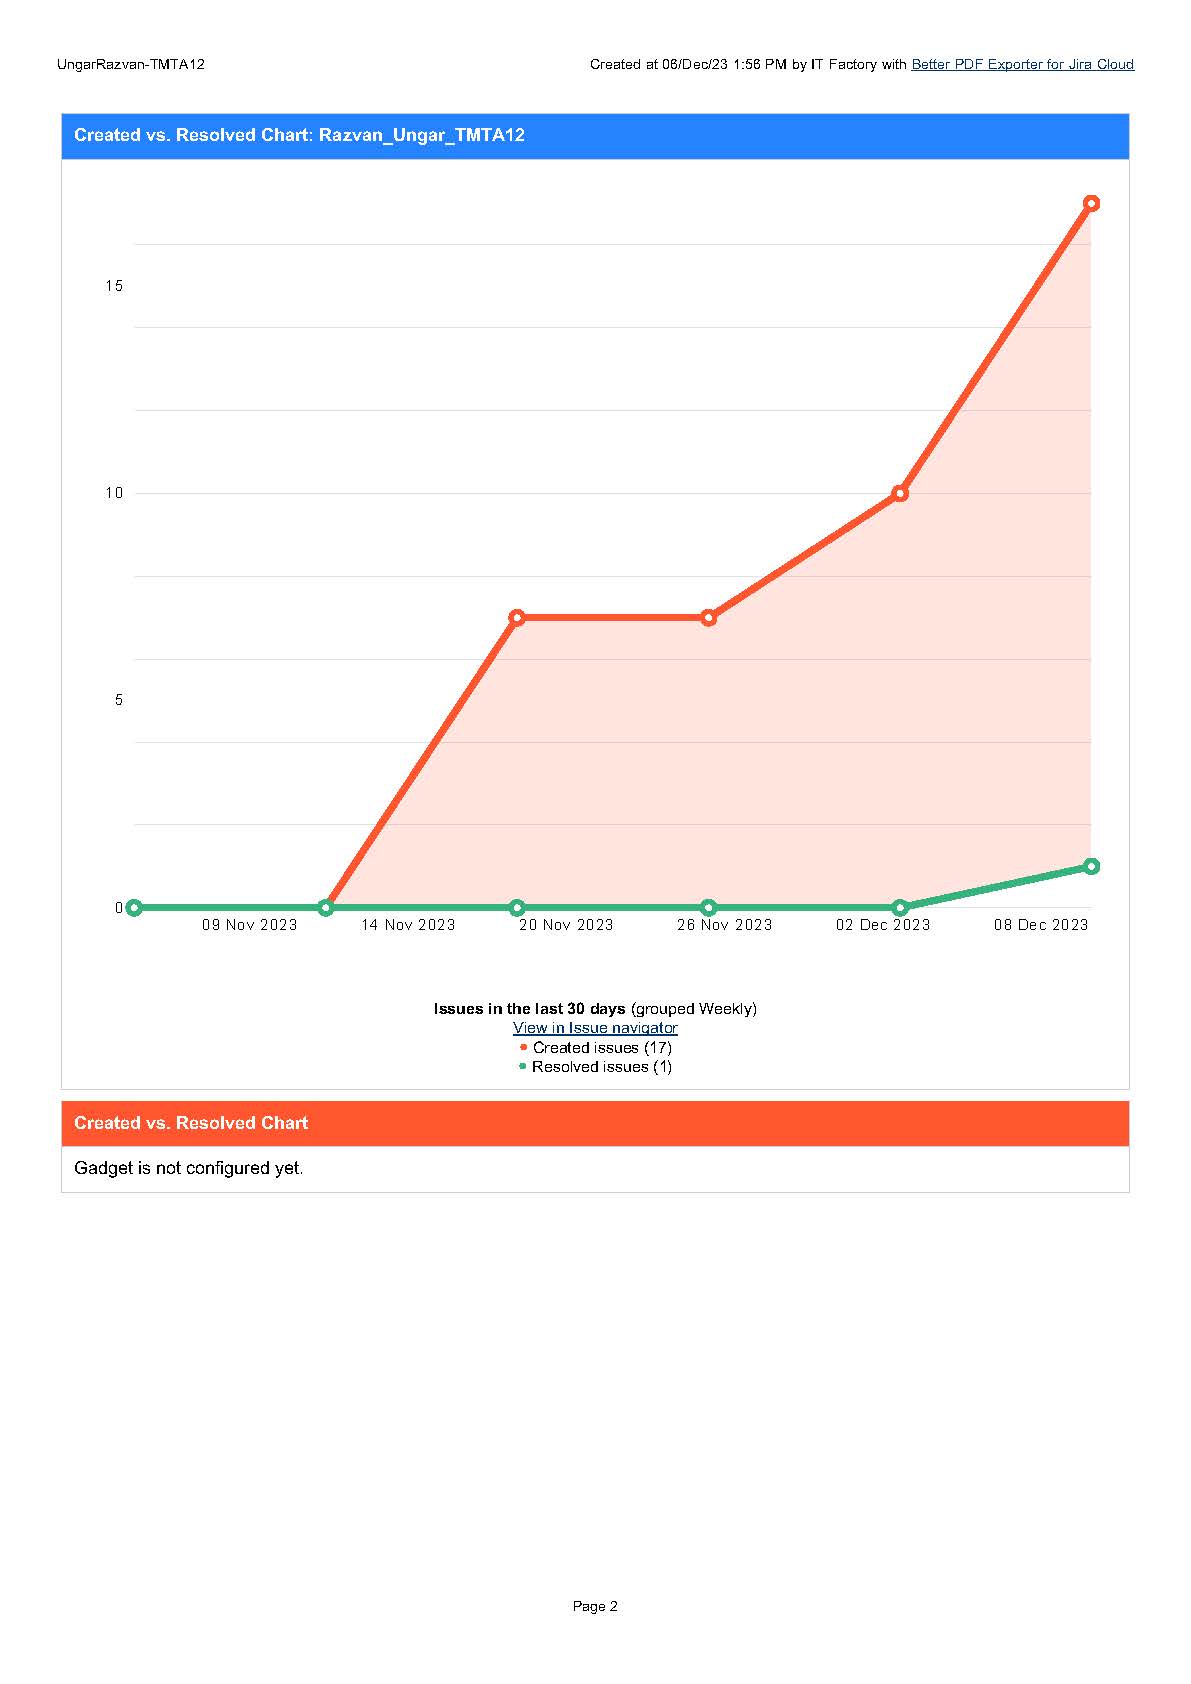 UngarRazvan-TMTA12
Created at 06/Dec/23 1:56 PM by IT Factory with Better PDF Exporter for Jira Cloud
Created vs. Resolved Chart: Razvan_Ungar_TMTA12
15
10
5
0
09 Nov 2023 14 Nov 2023 20 Nov 2023 26 Nov 2023 02 Dec 2023 08 Dec 2023
Issues in the last 30 days (grouped Weekly)
View in Issue navigator
Created issues (17)
Resolved issues (1)
Created vs. Resolved Chart
Gadget is not configured yet.
Page 2